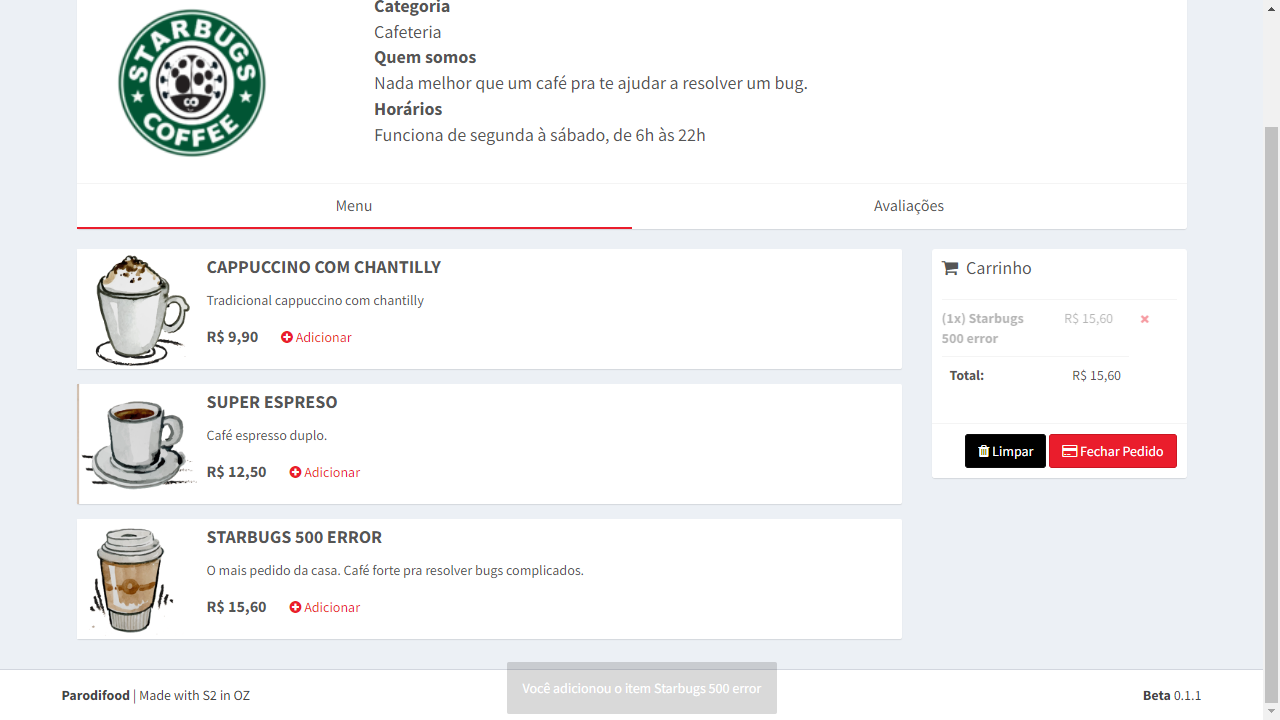 STARBUGS
COFFEE
Categoria
Cafeteria
Quem somos
Nada melhor que um café pra te ajudar a resolver um bug.
Horários
Funciona de segunda à sábado, de 6h às 22h
Menu
Avaliações
CAPPUCCINO COM CHANTILLY
Tradicional cappuccino com chantilly
R$ 9,90 Adicionar
SUPER ESPRESO
Café espresso duplo.
R$ 12,50 Adicionar
STARBUGS 500 ERROR
O mais pedido da casa. Café forte pra resolver bugs complicados.
R$ 15,60 Adicionar
Carrinho
(1x) Starbugs R$ 15,60
500 error
Total: R$ 15,60
Limpar Fechar Pedido
Você adicionou o item Starbugs 500 error
Parodifood | Made with S2 in OZ
Beta 0.1.1